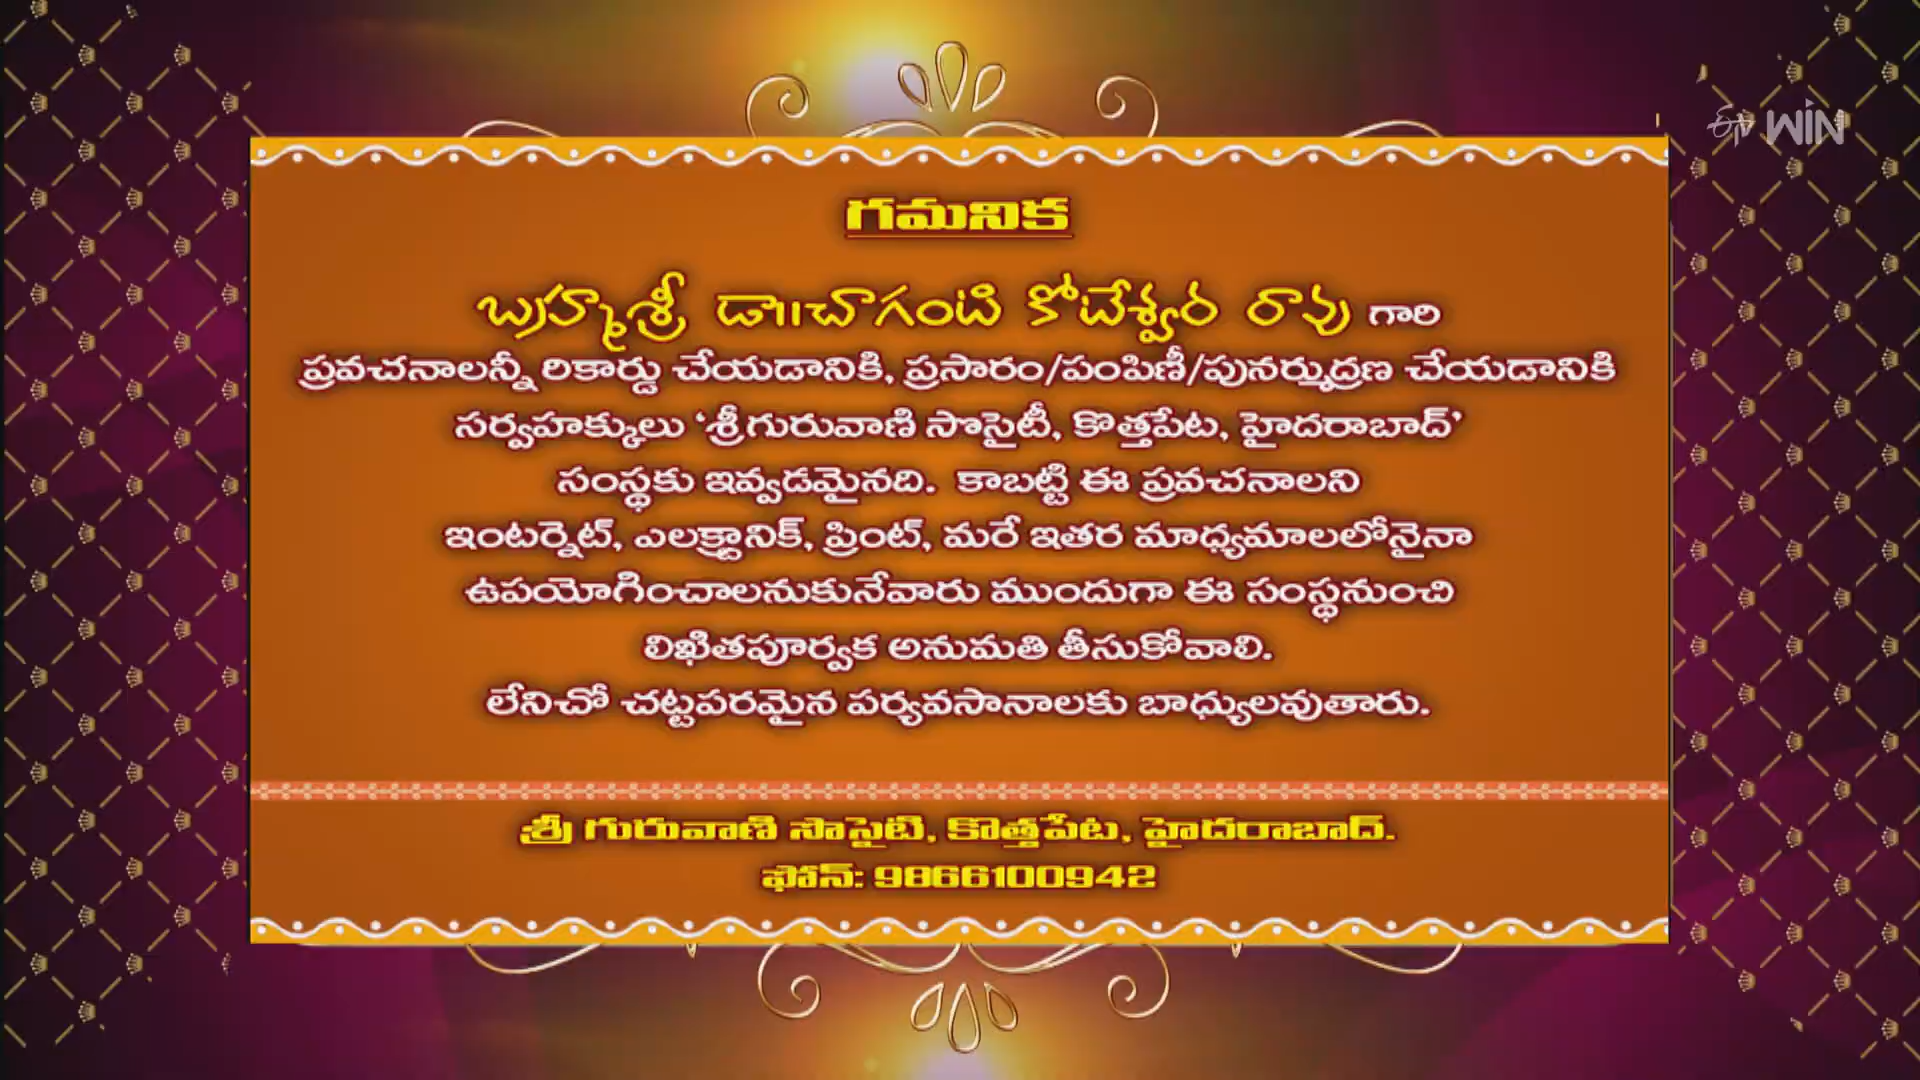 ఈటీవీ WIN
గమనిక
బ్రహ్మశ్రీ డా||చాగంటి కోటేశ్వర రావు గారి
ప్రవచనాలన్నీ రికార్డు చేయడానికి, ప్రసారం/పంపిణీ/పునర్ముద్రణ చేయడానికి
సర్వహక్కులు ‘శ్రీగురువాణి సొసైటీ, కొత్తపేట, హైదరాబాద్’
సంస్థకు ఇవ్వడమైనది. కాబట్టి ఈ ప్రవచనాలని
ఇంటర్నెట్, ఎలక్ట్రానిక్, ప్రింట్, మరే ఇతర మాధ్యమాలలోనైనా
ఉపయోగించాలనుకునేవారు ముందుగా ఈ సంస్థనుంచి
లిఖితపూర్వక అనుమతి తీసుకోవాలి.
లేనిచో చట్టపరమైన పర్యవసానాలకు బాధ్యులవుతారు.
శ్రీ గురువాణి సొసైటి, కొత్తపేట, హైదరాబాద్.
ఫోన్: 9866100942